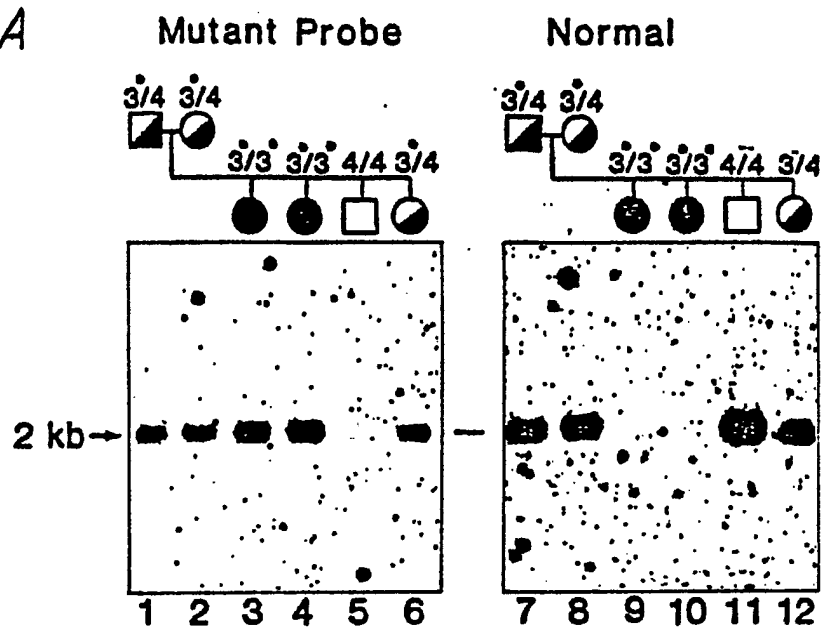 A
Mutant Probe Normal
3/4 3/4 3/4 3/4
3/3 3/3 4/4 3/4 3/3 3/3 4/4 3/4
2 kb→
1 2 3 4 5 6 7 8 9 10 11 12